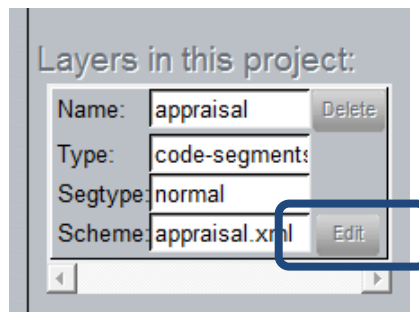 Layers in this project:
Name: appraisal Delete
Type: code-segments
Segtype: normal
Scheme: appraisal.xml Edit